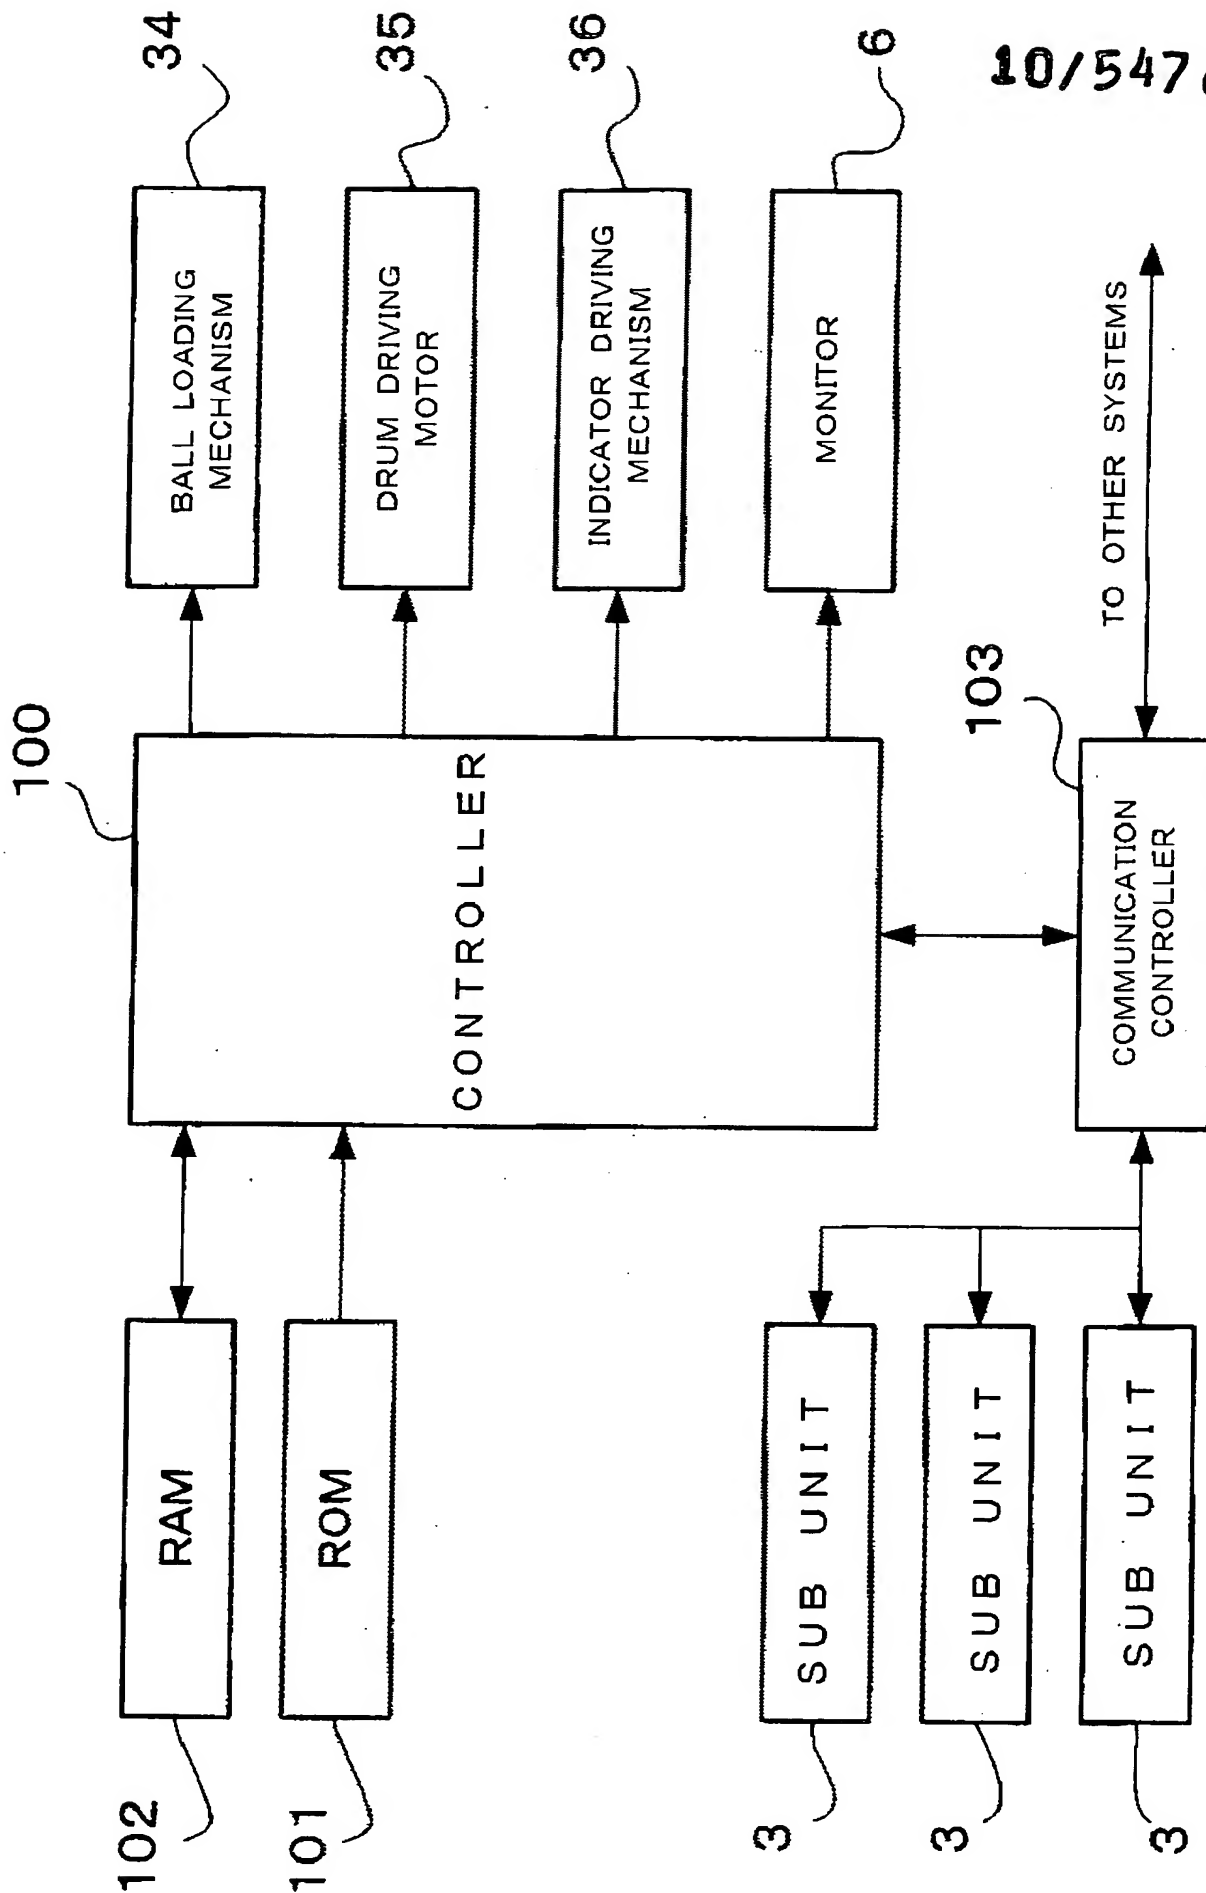 10/547
100
34
BALL LOADING
MECHANISM
35
DRUM DRIVING
MOTOR
36
INDICATOR DRIVING
MECHANISM
6
MONITOR
CONTROLLER
102
RAM
101
ROM
103
COMMUNICATION
CONTROLLER
TO OTHER SYSTEMS
3
SUB UNIT
3
SUB UNIT
3
SUB UNIT